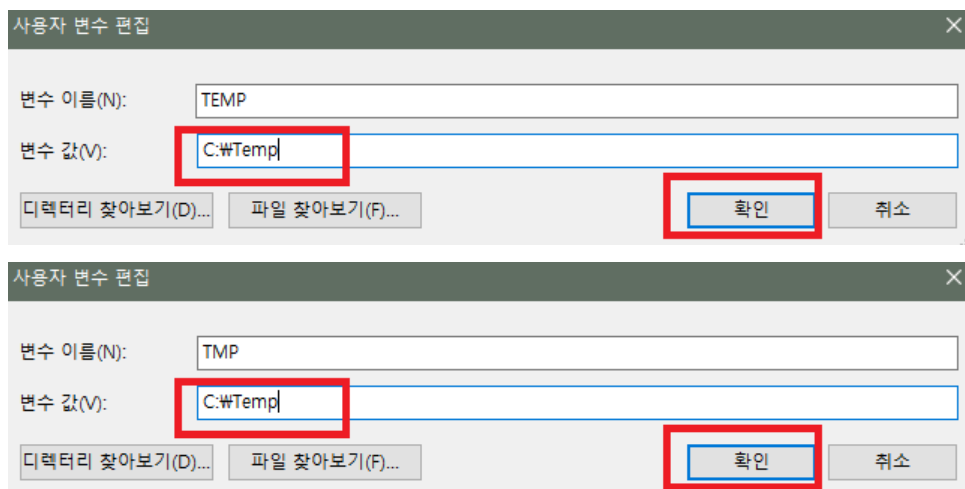 사용자 변수 편집
변수 이름(N): TEMP
변수 값(V): C:₩Temp
디렉터리 찾아보기(D)... 파일 찾아보기(F)... 확인 취소
사용자 변수 편집
변수 이름(N): TMP
변수 값(V): C:₩Temp
디렉터리 찾아보기(D)... 파일 찾아보기(F)... 확인 취소